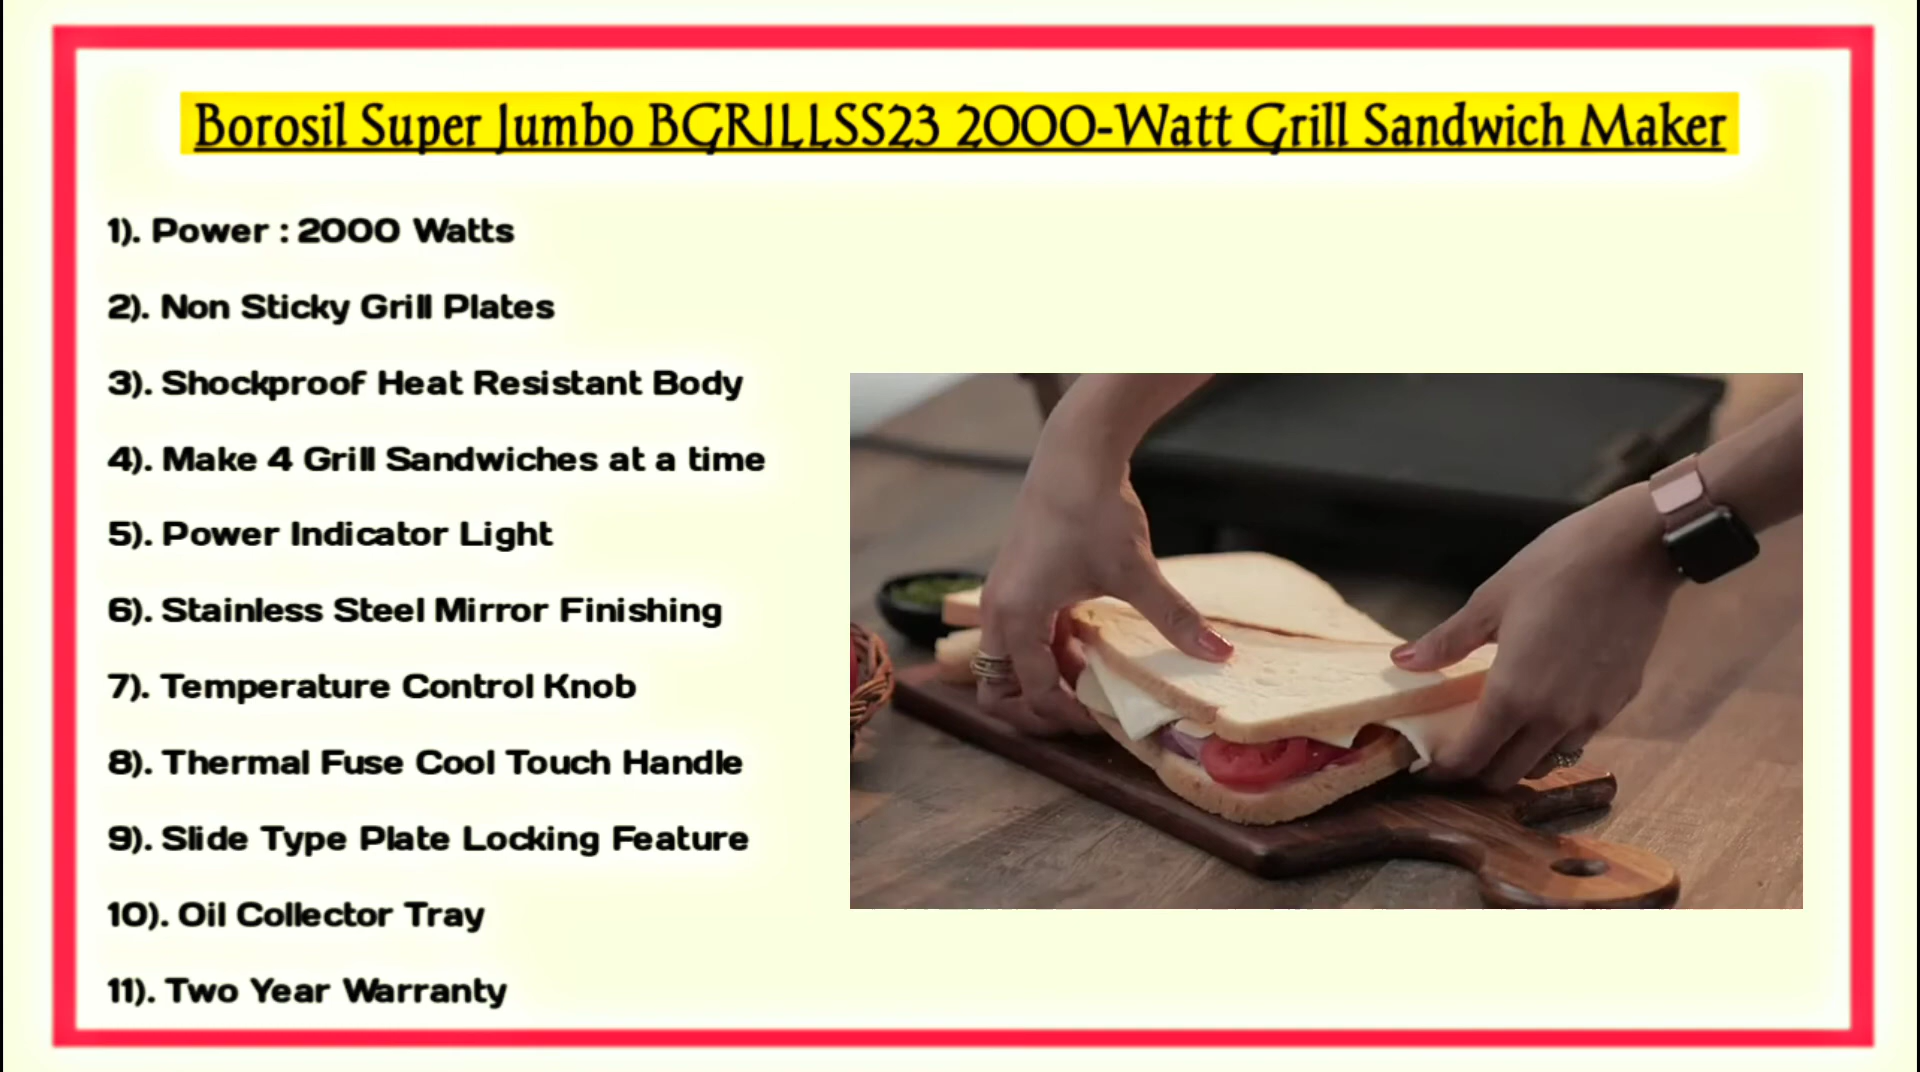 Borosil Super Jumbo BGRILLSS23 2000-Watt Grill Sandwich Maker
1). Power : 2000 Watts
2). Non Sticky Grill Plates
3). Shockproof Heat Resistant Body
4). Make 4 Grill Sandwiches at a time
5). Power Indicator Light
6). Stainless Steel Mirror Finishing
7). Temperature Control Knob
8). Thermal Fuse Cool Touch Handle
9). Slide Type Plate Locking Feature
10). Oil Collector Tray
11). Two Year Warranty